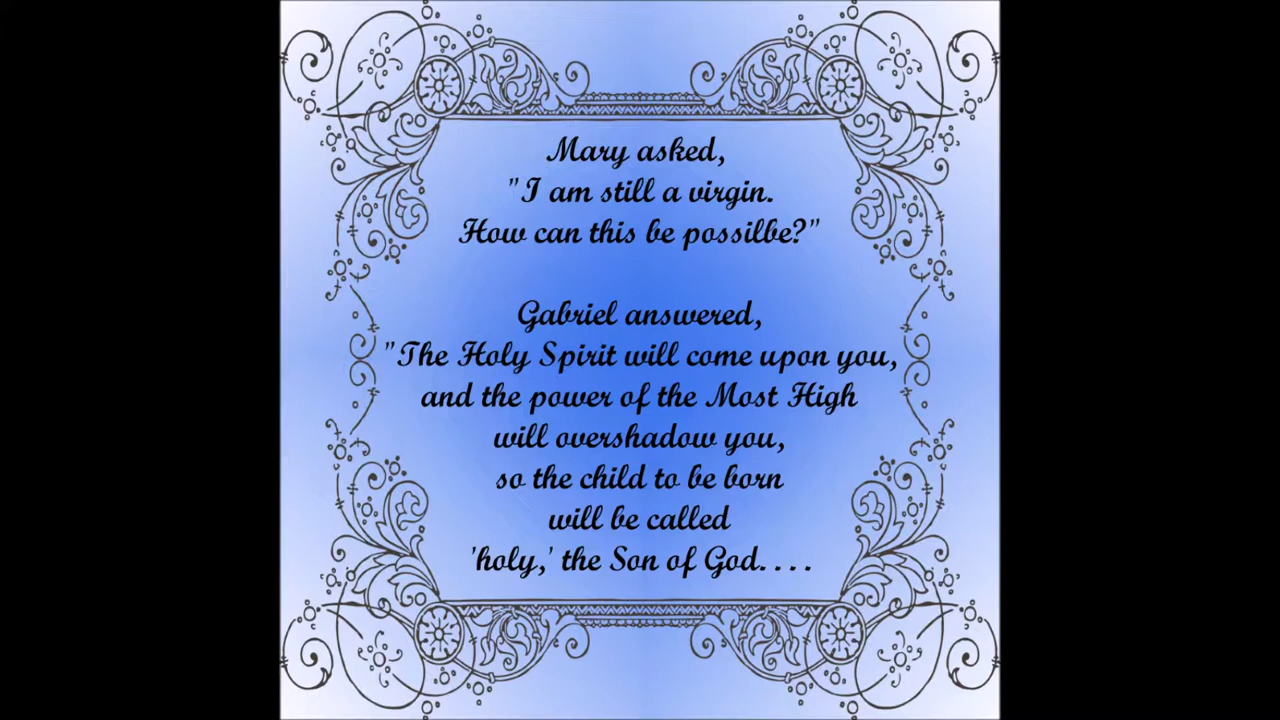 Mary asked,
"I am still a virgin.
How can this be possilbe?"
Gabriel answered,
"The Holy Spirit will come upon you,
and the power of the Most High
will overshadow you,
so the child to be born
will be called
'holy,' the Son of God. . . .